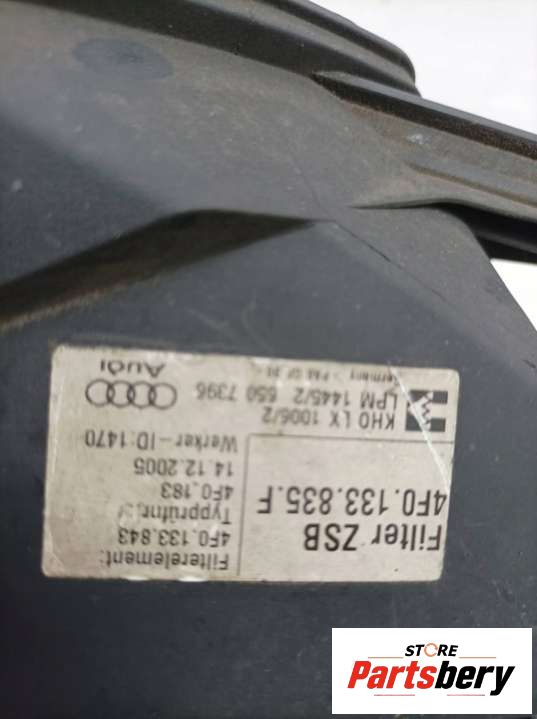 Filter ZSB
4F0.133.835.F
Filterelement:
4F0.133.843
Typprüfnr.:
4F0.183
14.12.2005
Werker-ID:1470
KHO LX 1006/2
LPM 1445/2 650 7396
Germany
Audi
STORE
Partsbery